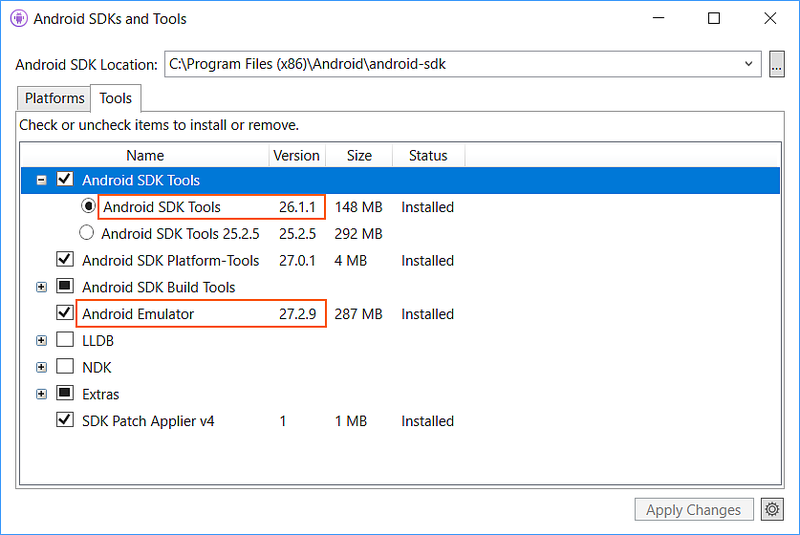 Android SDKs and Tools
Android SDK Location: C:\Program Files (x86)\Android\android-sdk ...
Platforms Tools
Check or uncheck items to install or remove.
Name Version Size Status
Android SDK Tools
Android SDK Tools 26.1.1 148 MB Installed
Android SDK Tools 25.2.5 25.2.5 292 MB
Android SDK Platform-Tools 27.0.1 4 MB Installed
Android SDK Build Tools
Android Emulator 27.2.9 287 MB Installed
LLDB
NDK
Extras
SDK Patch Applier v4 1 1 MB Installed
Apply Changes